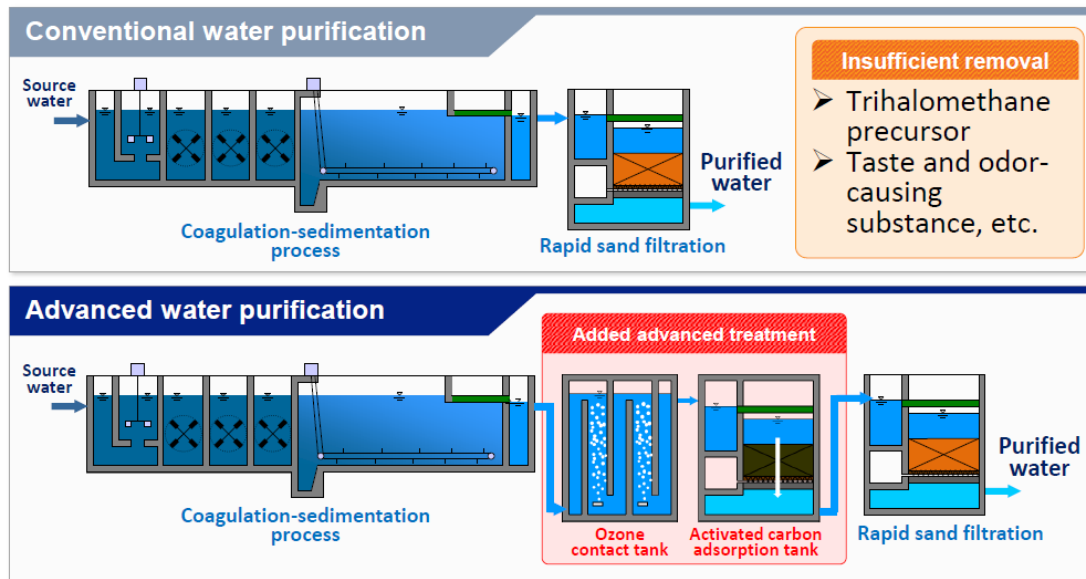 Conventional water purification
Source
water
Coagulation-sedimentation
process
Rapid sand filtration
Purified
water
Insufficient removal
➢ Trihalomethane
precursor
➢ Taste and odor-
causing
substance, etc.
Advanced water purification
Source
water
Coagulation-sedimentation
process
Added advanced treatment
Ozone
contact tank
Activated carbon
adsorption tank
Rapid sand filtration
Purified
water